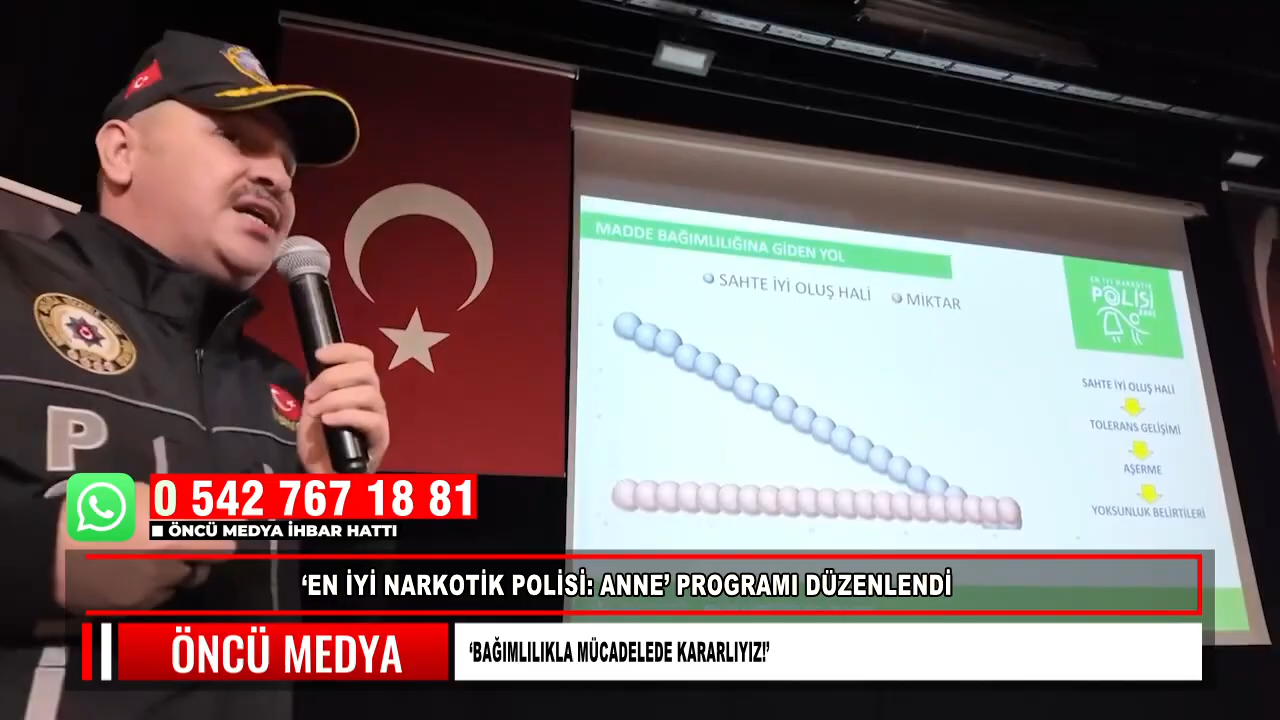 MADDE BAĞIMLILIĞINA GİDEN YOL
SAHTE İYİ OLUŞ HALİ
MİKTAR
EN İYİ NARKOTİK
POLİSİ
ANNE
SAHTE İYİ OLUŞ HALİ
TOLERANS GELİŞİMİ
AŞERME
YOKSUNLUK BELİRTİLERİ
P
0 542 767 18 81
ÖNCÜ MEDYA İHBAR HATTI
‘EN İYİ NARKOTİK POLİSİ: ANNE’ PROGRAMI DÜZENLENDİ
ÖNCÜ MEDYA
‘BAĞIMLILIKLA MÜCADELEDE KARARLIYIZ!’